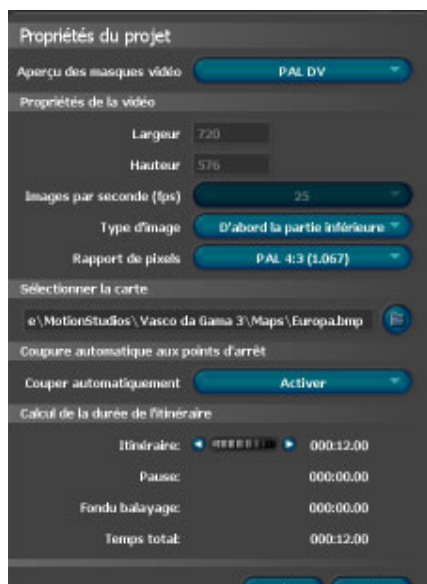 Propriétés du projet
Aperçu des masques vidéo PAL DV
Propriétés de la vidéo
Largeur 720
Hauteur 576
Images par seconde (fps) 25
Type d'image D'abord la partie inférieure
Rapport de pixels PAL 4:3 (1.067)
Sélectionner la carte
e\MotionStudios\Vasco da Gama 3\Maps\Europa.bmp
Coupure automatique aux points d'arrêt
Couper automatiquement Activer
Calcul de la durée de l'itinéraire
Itinéraire: 000:12.00
Pause: 000:00.00
Fondu balayage: 000:00.00
Temps total: 000:12.00